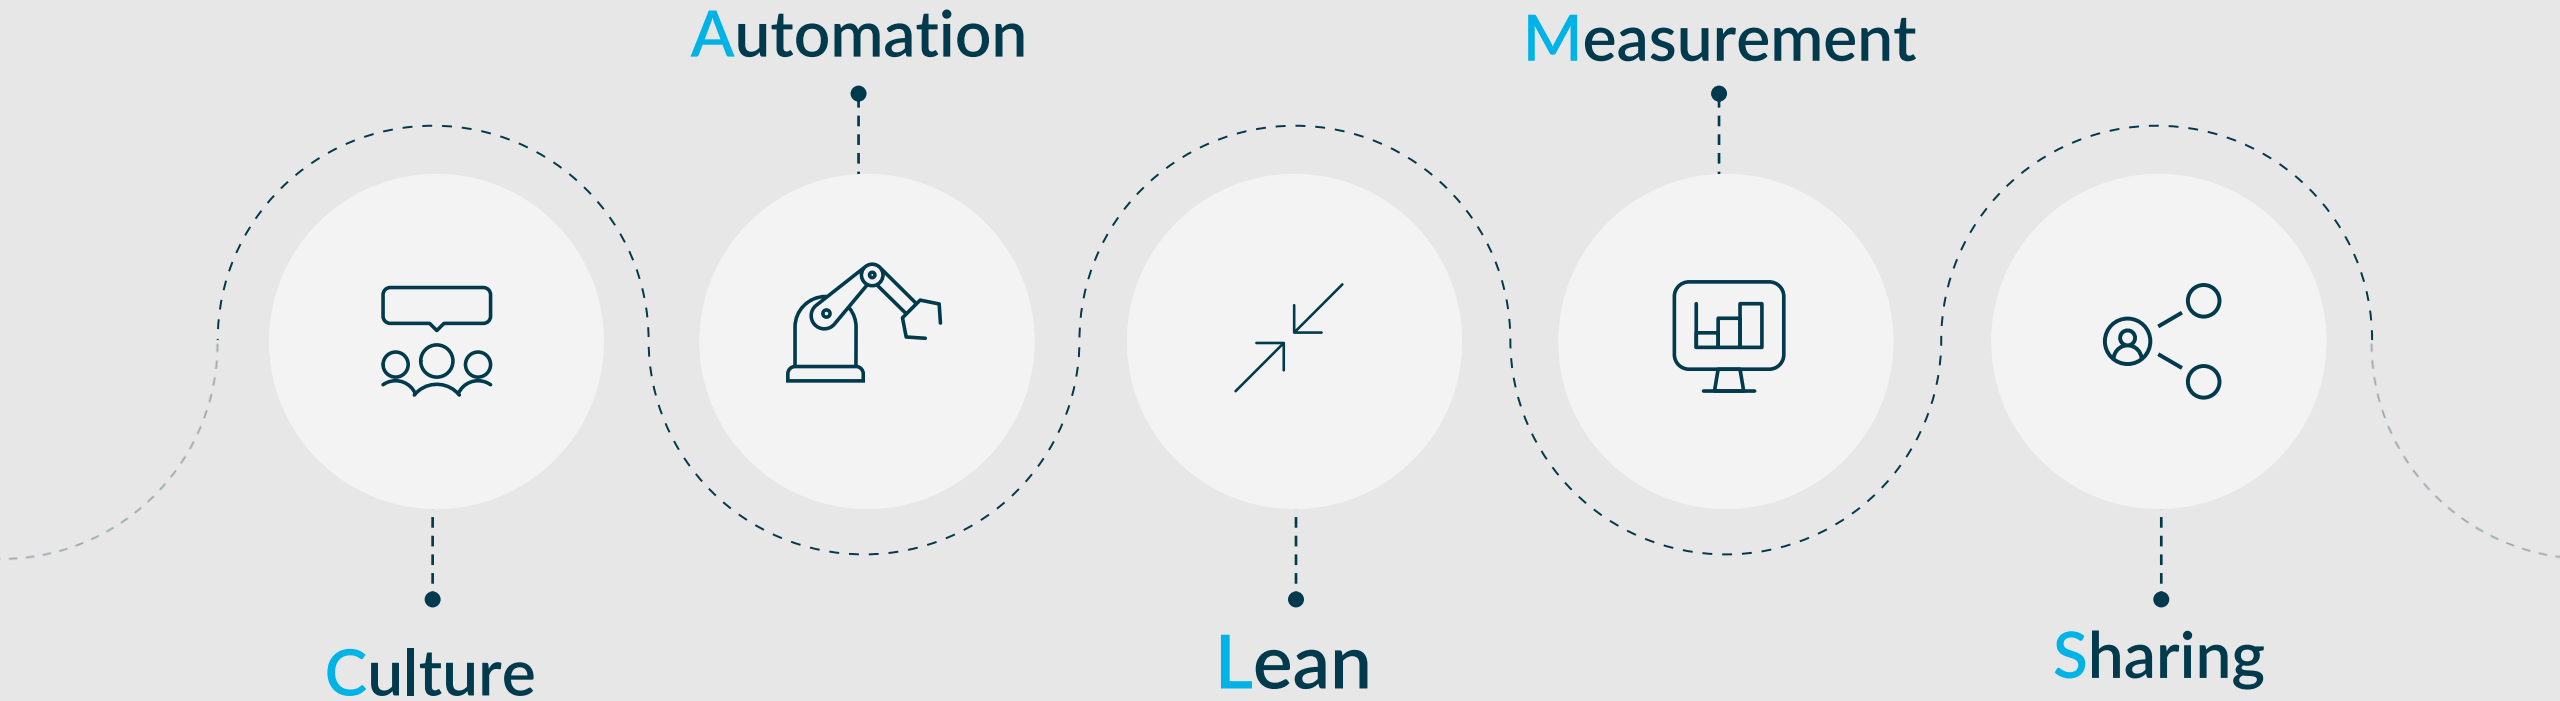 Culture
Automation
Lean
Measurement
Sharing